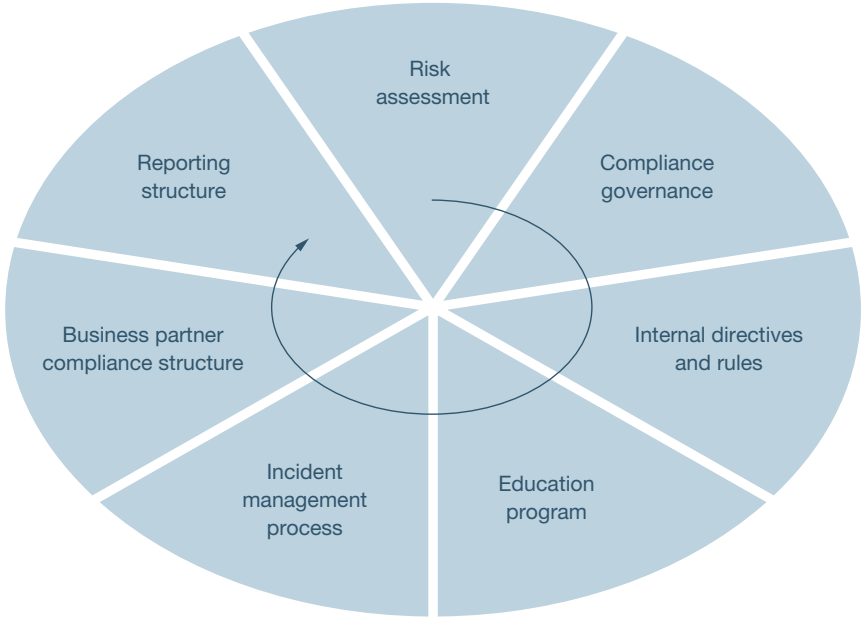 Risk
assessment
Compliance
governance
Internal directives
and rules
Education
program
Incident
management
process
Business partner
compliance structure
Reporting
structure